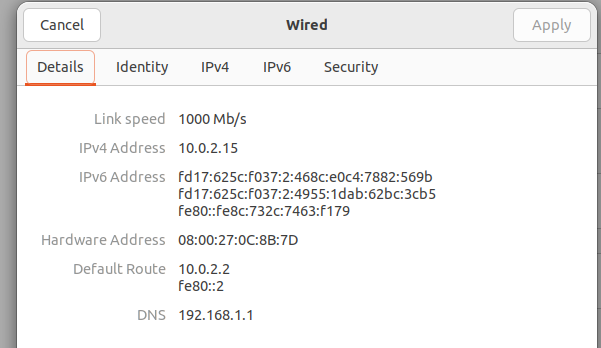 Cancel Wired Apply
Details Identity IPv4 IPv6 Security
Link speed 1000 Mb/s
IPv4 Address 10.0.2.15
IPv6 Address fd17:625c:f037:2:468c:e0c4:7882:569b
fd17:625c:f037:2:4955:1dab:62bc:3cb5
fe80::fe8c:732c:7463:f179
Hardware Address 08:00:27:0C:8B:7D
Default Route 10.0.2.2
fe80::2
DNS 192.168.1.1